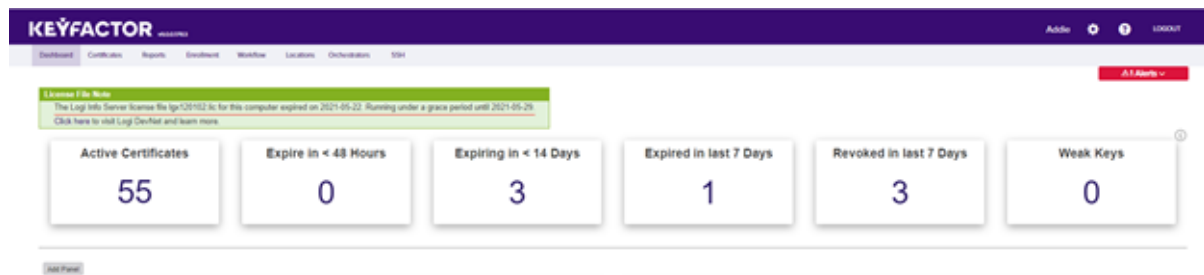 KEYFACTOR
Addie LOGOUT
Dashboard Certificates Reports Enrollment Workflow Locations Orchestrators SSH
1 Alerts
License File Note
The Logi Info Server license file lgx120102.lic for this computer expired on 2021-05-22. Running under a grace period until 2021-05-29.
Click here to visit Logi DevNet and learn more.
Active Certificates Expire in < 48 Hours Expiring in < 14 Days Expired in last 7 Days Revoked in last 7 Days Weak Keys
55 0 3 1 3 0
Add Panel